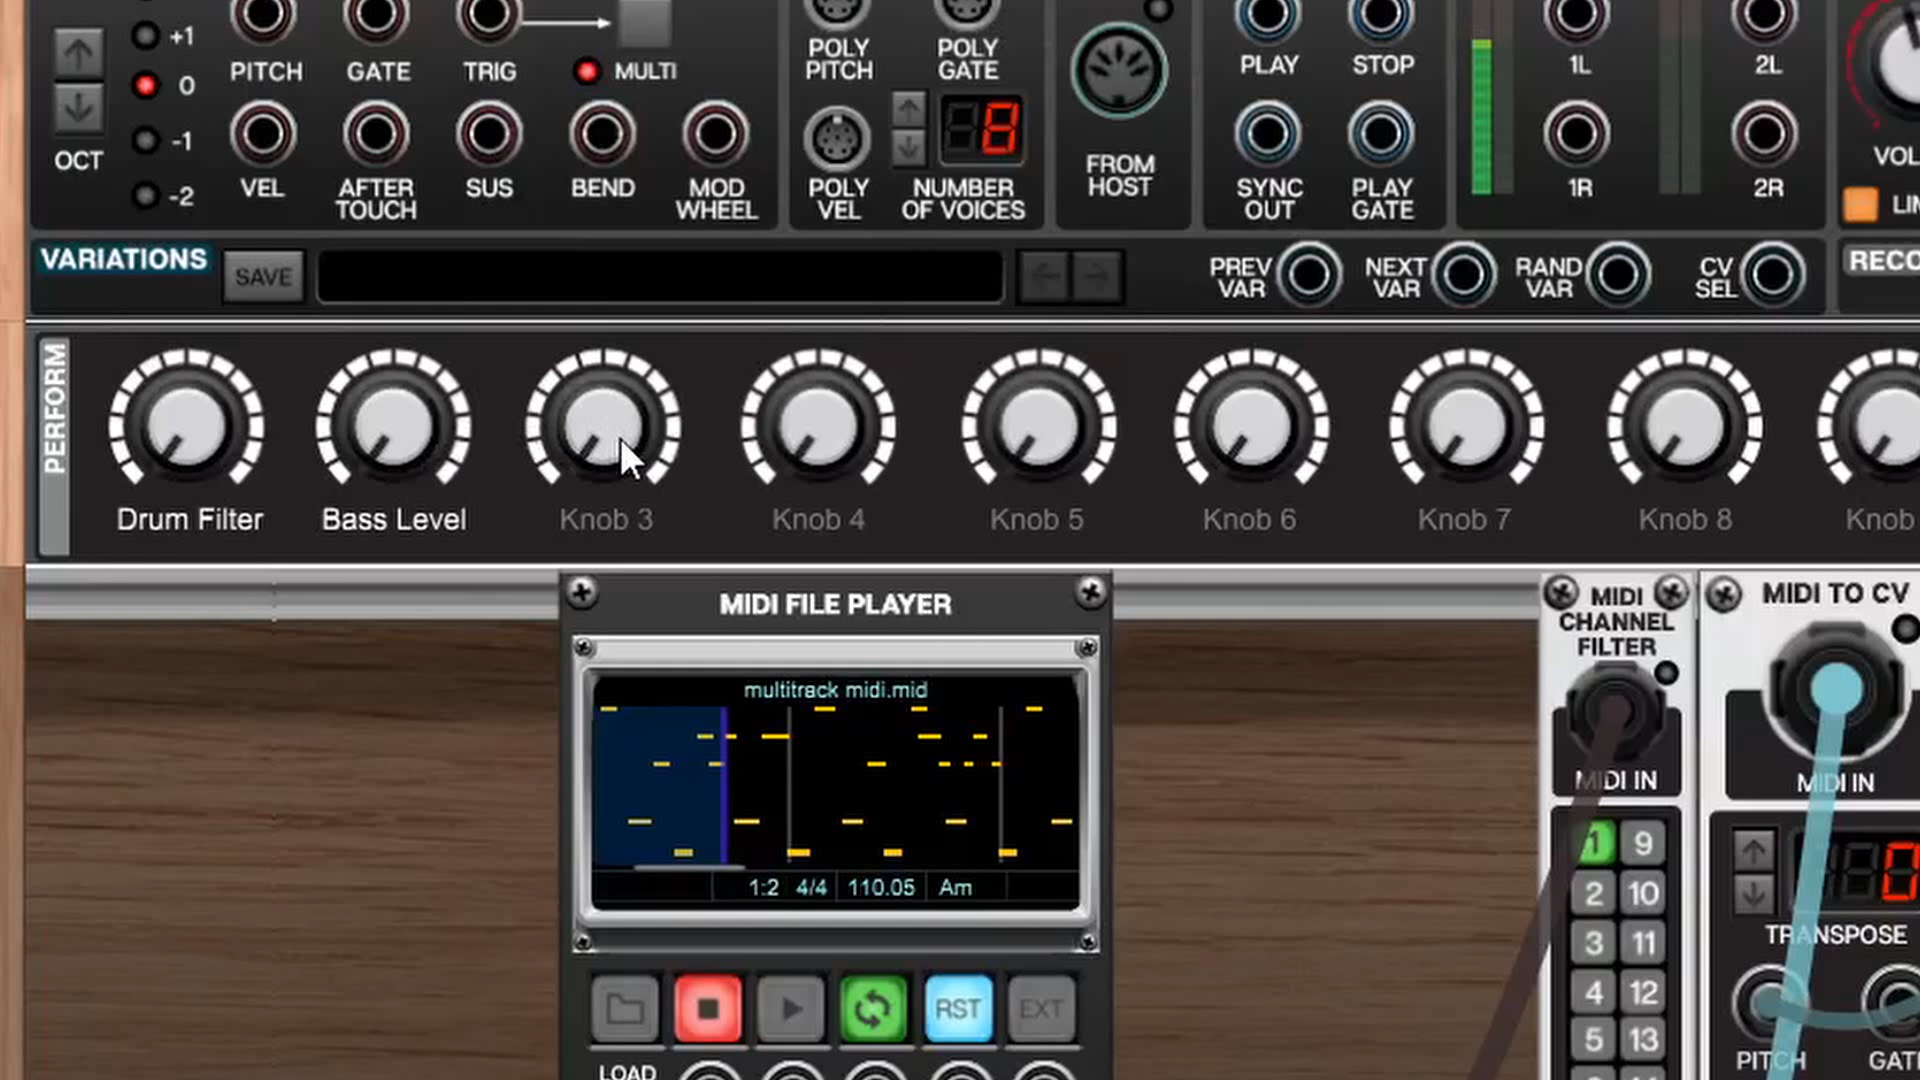 +1
0
-1
-2
OCT
PITCH
GATE
TRIG
MULTI
VEL
AFTER
TOUCH
SUS
BEND
MOD
WHEEL
POLY
PITCH
POLY
GATE
POLY
VEL
8
NUMBER
OF VOICES
FROM
HOST
PLAY
STOP
SYNC
OUT
PLAY
GATE
1L
2L
1R
2R
VOL
LIM
VARIATIONS
SAVE
PREV
VAR
NEXT
VAR
RAND
VAR
CV
SEL
RECO
PERFORM
Drum Filter
Bass Level
Knob 3
Knob 4
Knob 5
Knob 6
Knob 7
Knob 8
Knob
MIDI FILE PLAYER
multitrack midi.mid
1:2 4/4 110.05 Am
RST
EXT
LOAD
MIDI
CHANNEL
FILTER
MIDI IN
1 9
2 10
3 11
4 12
5 13
MIDI TO CV
MIDI IN
0
TRANSPOSE
PITCH
GATE